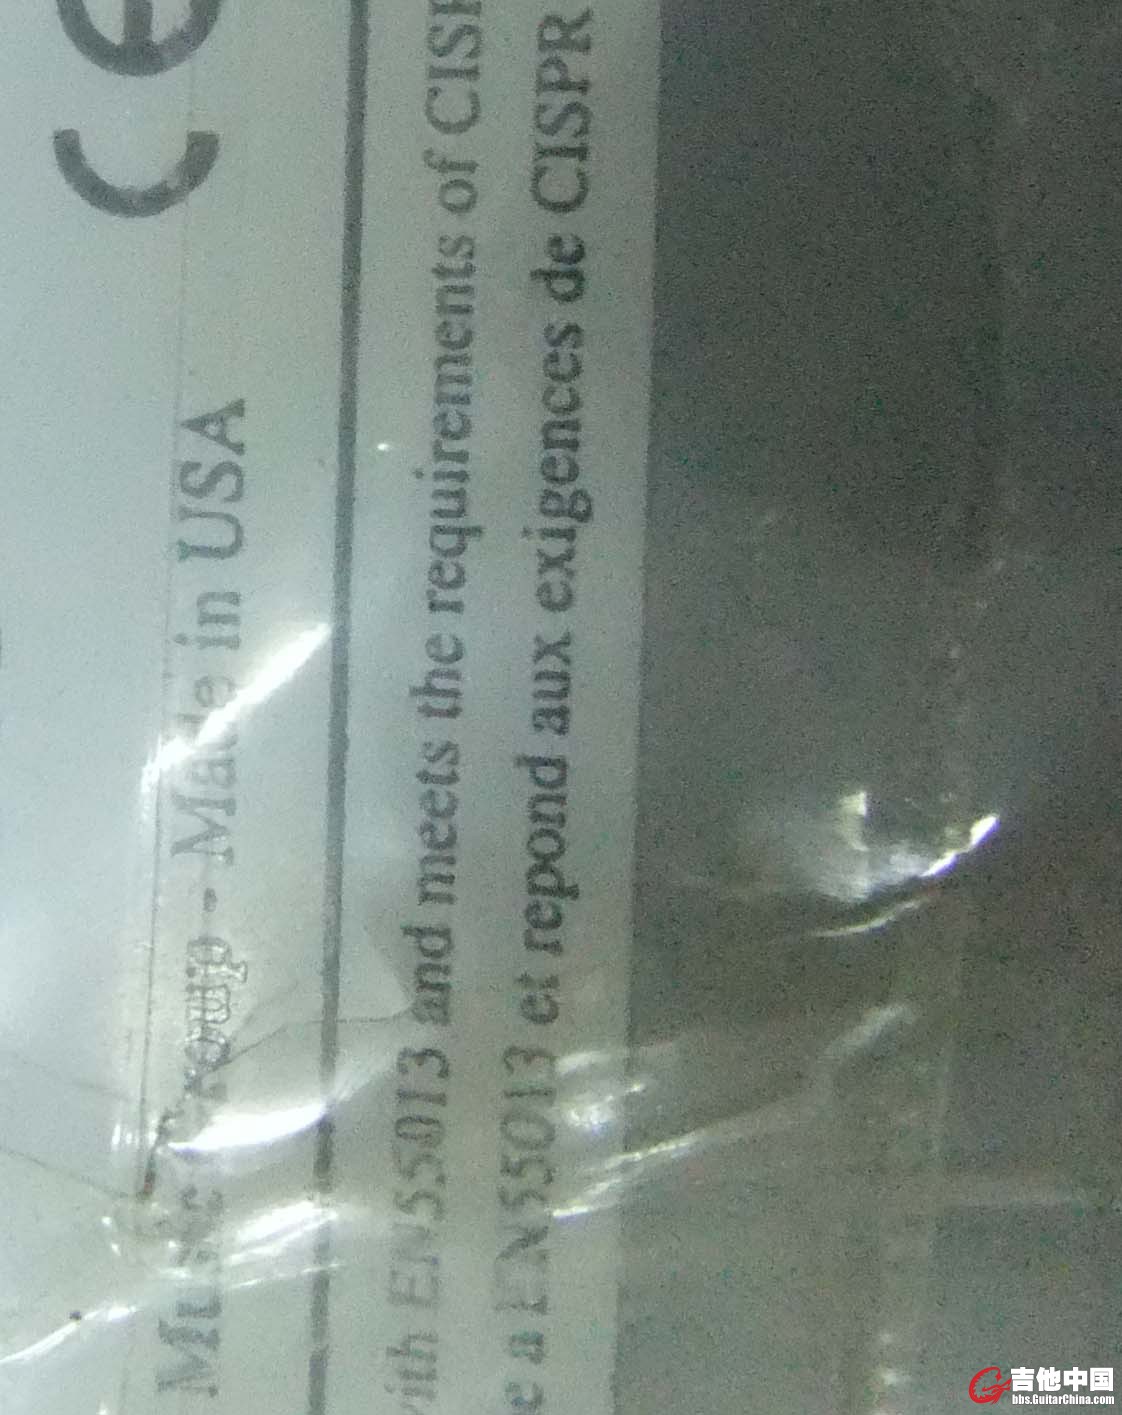 CE
Music Group - Made in USA
ith EN55013 and meets the requirements of CISP
e a EN55013 et repond aux exigences de CISPR
吉他中国
bbs.GuitarChina.com